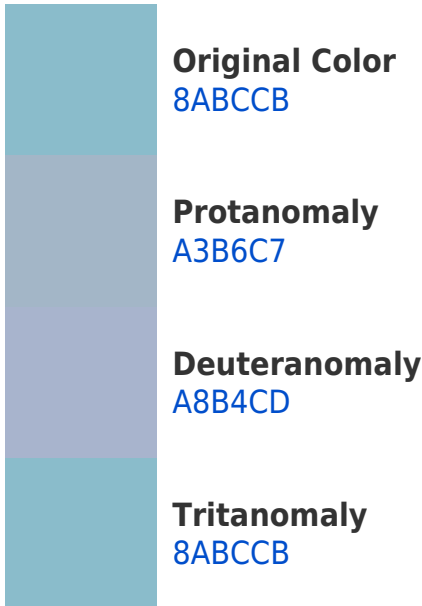 Original Color
8ABCCB
Protanomaly
A3B6C7
Deuteranomaly
A8B4CD
Tritanomaly
8ABCCB